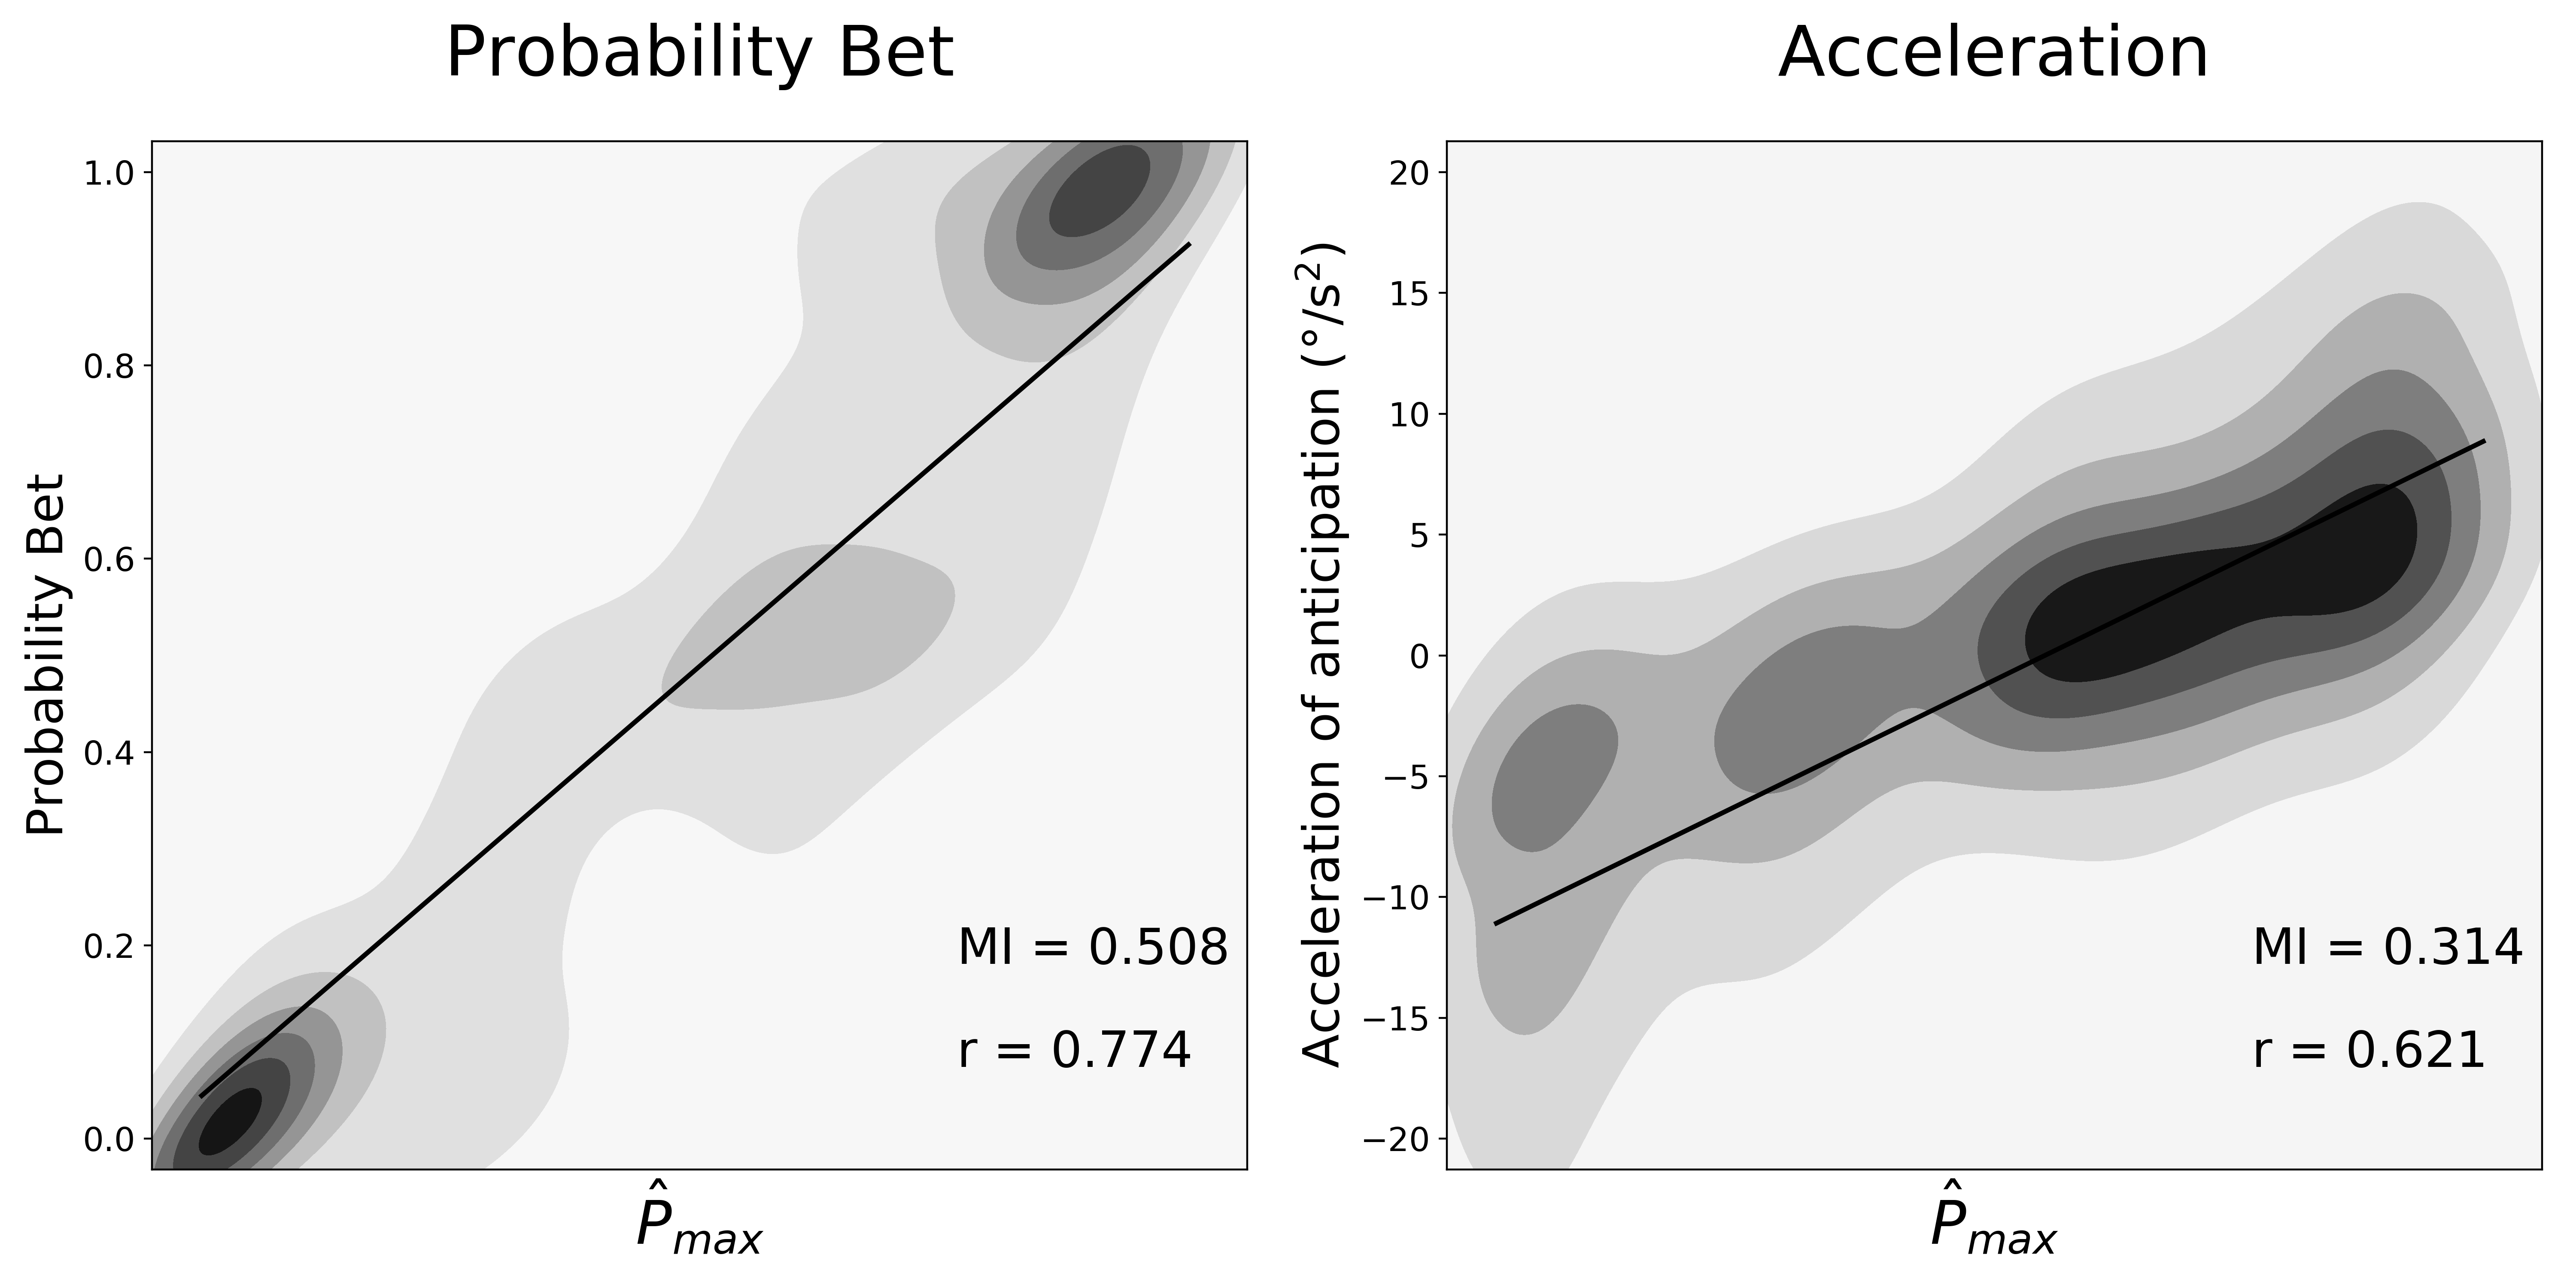 Probability Bet
Probability Bet
1.0
0.8
0.6
0.4
0.2
0.0
MI = 0.508
r = 0.774
P̂max
Acceleration
Acceleration of anticipation (°/s²)
20
15
10
5
0
−5
−10
−15
−20
MI = 0.314
r = 0.621
P̂max